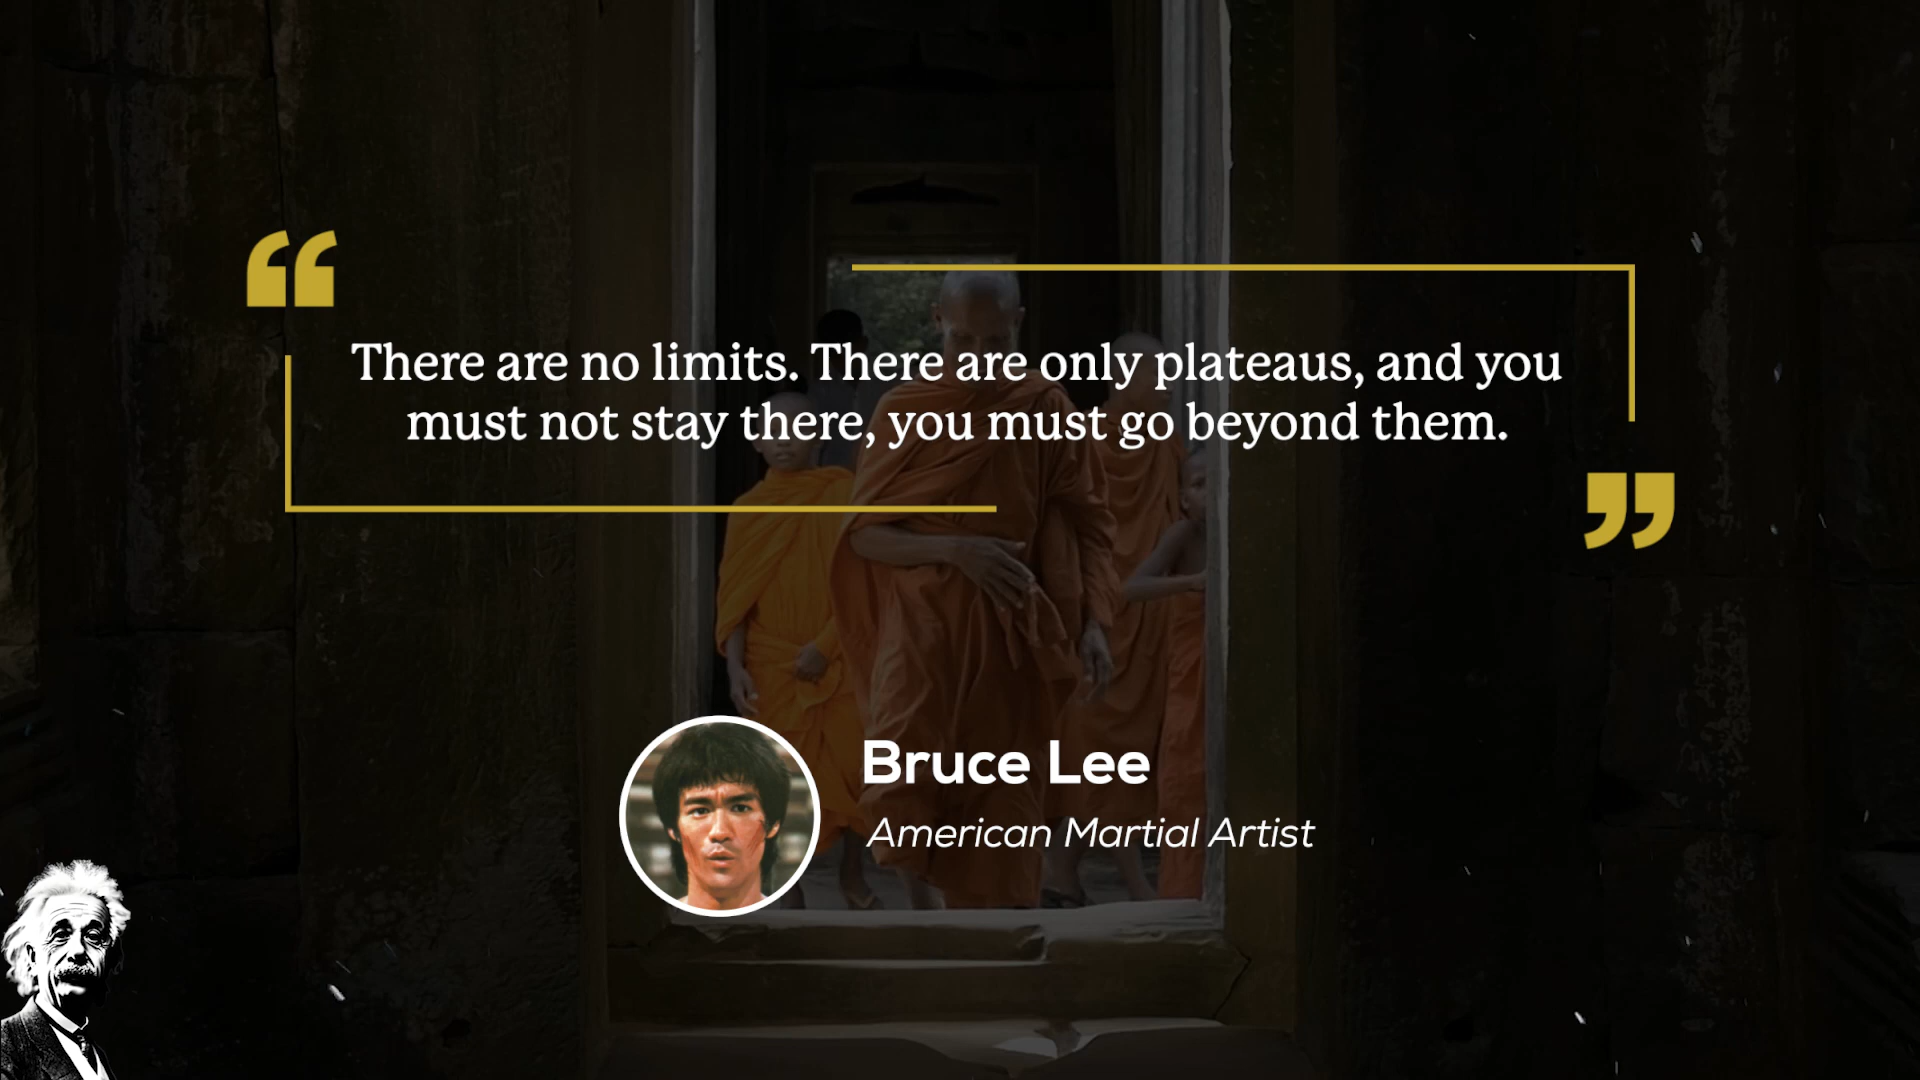 “
There are no limits. There are only plateaus, and you
must not stay there, you must go beyond them.
”
Bruce Lee
American Martial Artist